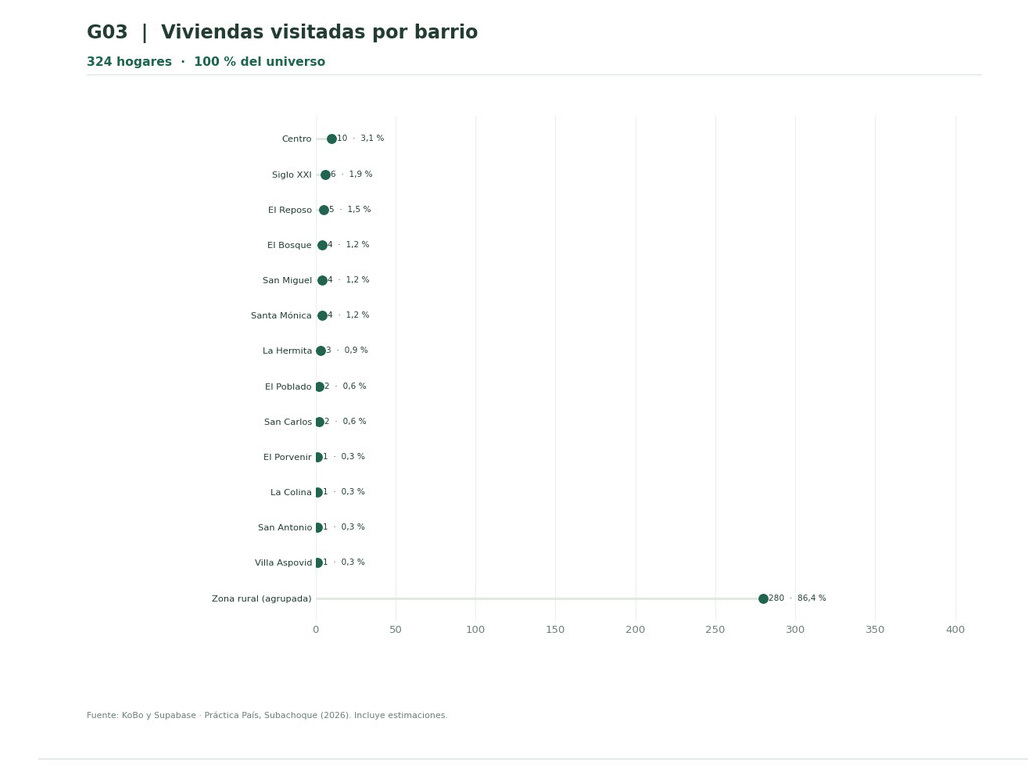 G03 | Viviendas visitadas por barrio
324 hogares · 100 % del universo
Centro 10 · 3,1 %
Siglo XXI 6 · 1,9 %
El Reposo 5 · 1,5 %
El Bosque 4 · 1,2 %
San Miguel 4 · 1,2 %
Santa Mónica 4 · 1,2 %
La Hermita 3 · 0,9 %
El Poblado 2 · 0,6 %
San Carlos 2 · 0,6 %
El Porvenir 1 · 0,3 %
La Colina 1 · 0,3 %
San Antonio 1 · 0,3 %
Villa Aspovid 1 · 0,3 %
Zona rural (agrupada) 280 · 86,4 %
0 50 100 150 200 250 300 350 400
Fuente: KoBo y Supabase · Práctica País, Subachoque (2026). Incluye estimaciones.